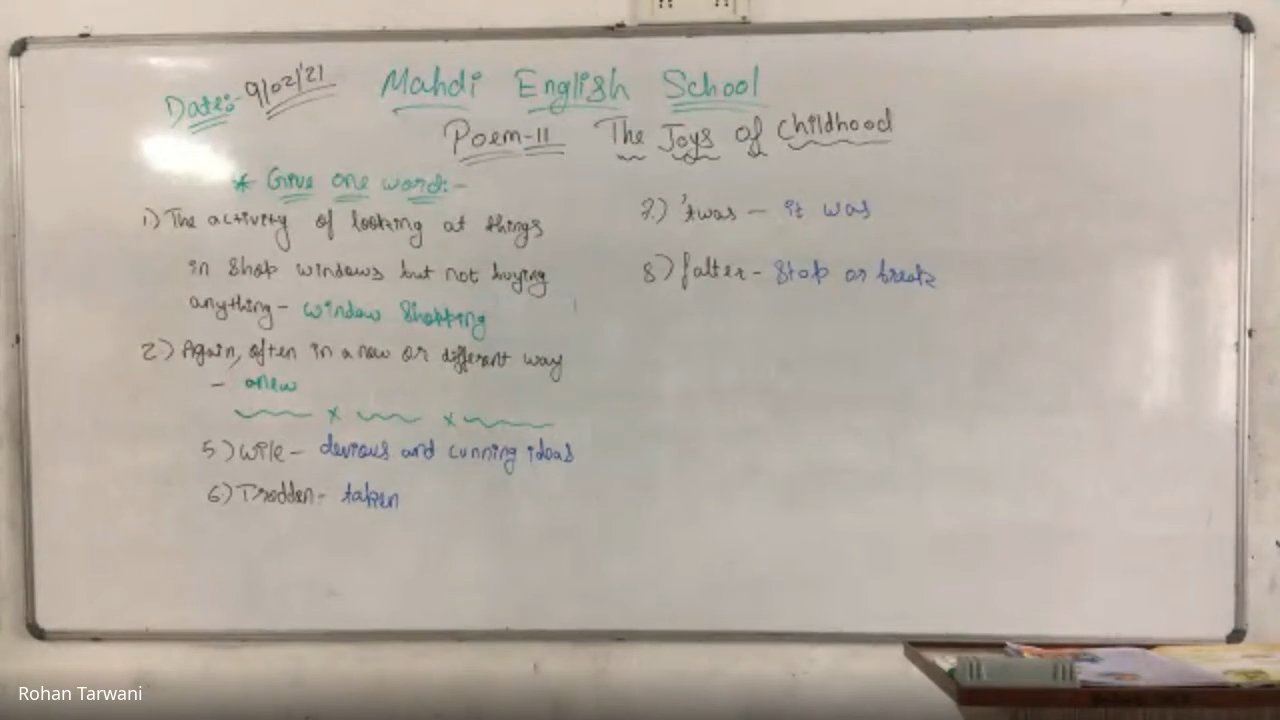 Date:- 9/02/21
Mahdi English School
Poem-11 The Joys of Childhood
* Give one word:-
1) The activity of looking at things
in shop windows but not buying
anything - window shopping
2) Again, often in a new or different way
- anew
5) wile - devious and cunning ideas
6) Trodden - taken
7) 'twas - it was
8) falter - stop or break
Rohan Tarwani